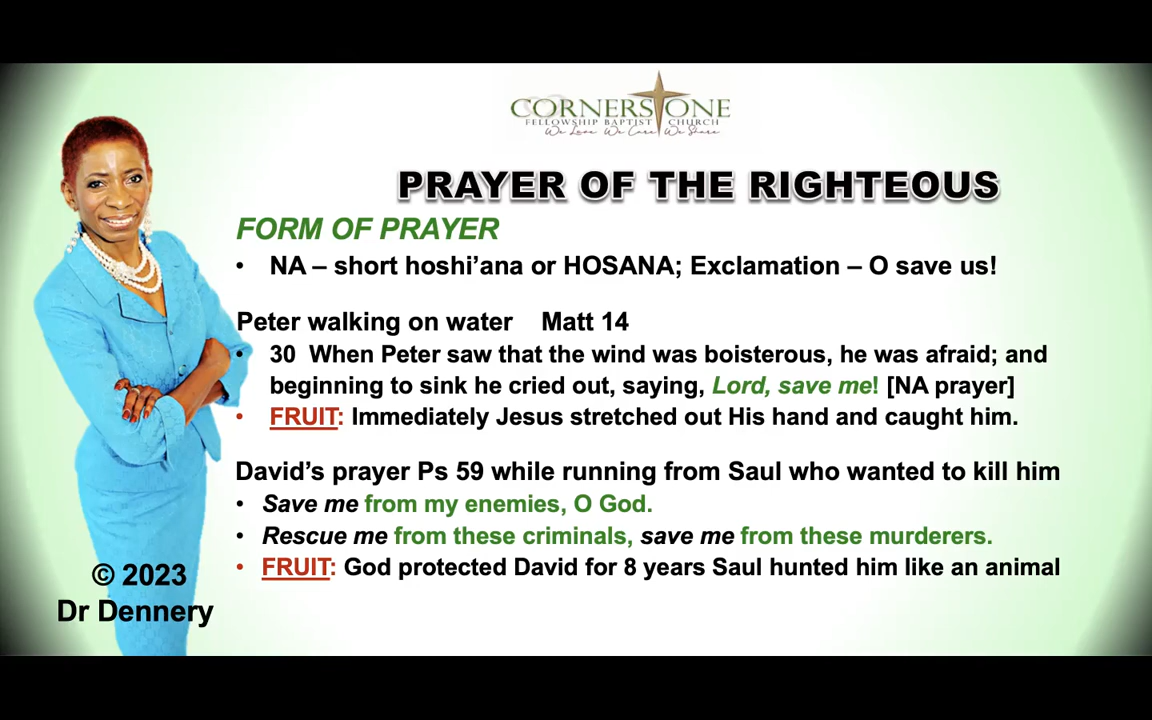 CORNERSTONE
FELLOWSHIP BAPTIST CHURCH
We Love We Care We Share
PRAYER OF THE RIGHTEOUS
FORM OF PRAYER
• NA – short hoshi’ana or HOSANA; Exclamation – O save us!
Peter walking on water Matt 14
• 30 When Peter saw that the wind was boisterous, he was afraid; and
beginning to sink he cried out, saying, Lord, save me! [NA prayer]
• FRUIT: Immediately Jesus stretched out His hand and caught him.
David’s prayer Ps 59 while running from Saul who wanted to kill him
• Save me from my enemies, O God.
• Rescue me from these criminals, save me from these murderers.
• FRUIT: God protected David for 8 years Saul hunted him like an animal
© 2023
Dr Dennery